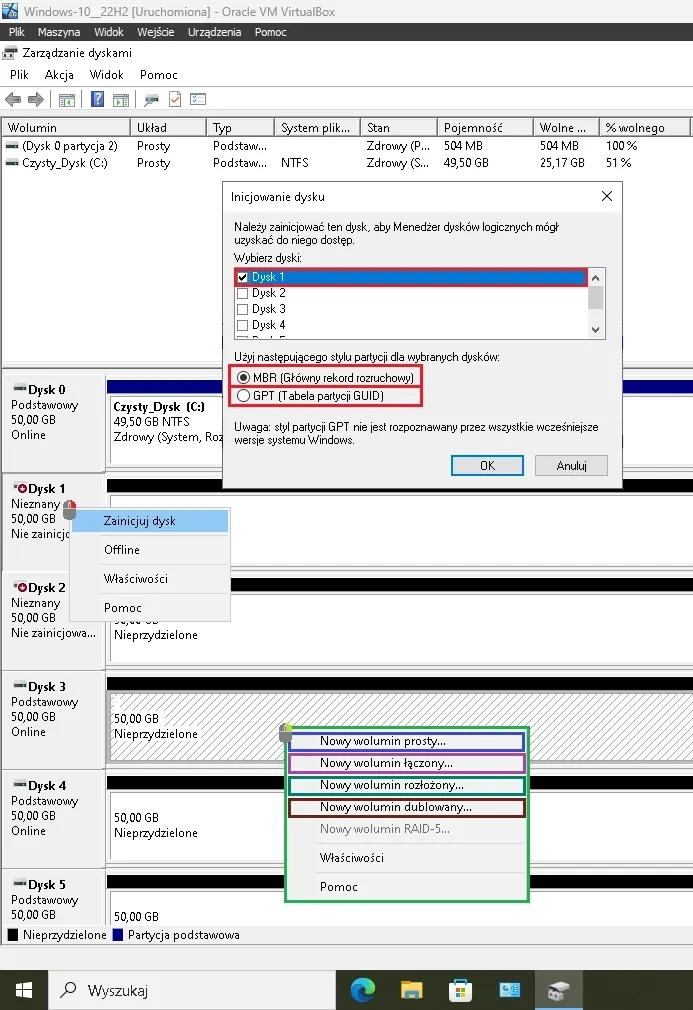 Windows-10__22H2 [Uruchomiona] - Oracle VM VirtualBox
Plik Maszyna Widok Wejście Urządzenia Pomoc
Zarządzanie dyskami
Plik Akcja Widok Pomoc
Wolumin Układ Typ System plik... Stan Pojemność Wolne ... % wolnego
(Dysk 0 partycja 2) Prosty Podstaw... Zdrowy (P... 504 MB 504 MB 100 %
Czysty_Dysk (C:) Prosty Podstaw... NTFS Zdrowy (S... 49,50 GB 25,17 GB 51 %
Inicjowanie dysku
Należy zainicjować ten dysk, aby Menedżer dysków logicznych mógł
uzyskać do niego dostęp.
Wybierz dyski:
Dysk 1
Dysk 2
Dysk 3
Dysk 4
Użyj następującego stylu partycji dla wybranych dysków:
MBR (Główny rekord rozruchowy)
GPT (Tabela partycji GUID)
Uwaga: styl partycji GPT nie jest rozpoznawany przez wszystkie wcześniejsze
wersje systemu Windows.
OK Anuluj
Dysk 0
Podstawowy
50,00 GB
Online
Czysty_Dysk (C:)
49,50 GB NTFS
Zdrowy (System, Roz
Dysk 1
Nieznany
50,00 GB
Nie zainicjo
Zainicjuj dysk
Offline
Właściwości
Pomoc
Dysk 2
Nieznany
50,00 GB
Nie zainicjowa...
Nieprzydzielone
Dysk 3
Podstawowy
50,00 GB
Online
50,00 GB
Nieprzydzielone
Nowy wolumin prosty...
Nowy wolumin łączony...
Nowy wolumin rozłożony...
Nowy wolumin dublowany...
Nowy wolumin RAID-5...
Właściwości
Pomoc
Dysk 4
Podstawowy
50,00 GB
Online
50,00 GB
Nieprzydzielone
Dysk 5
Podstawowy
50,00 GB
50,00 GB
Nieprzydzielone Partycja podstawowa
Wyszukaj